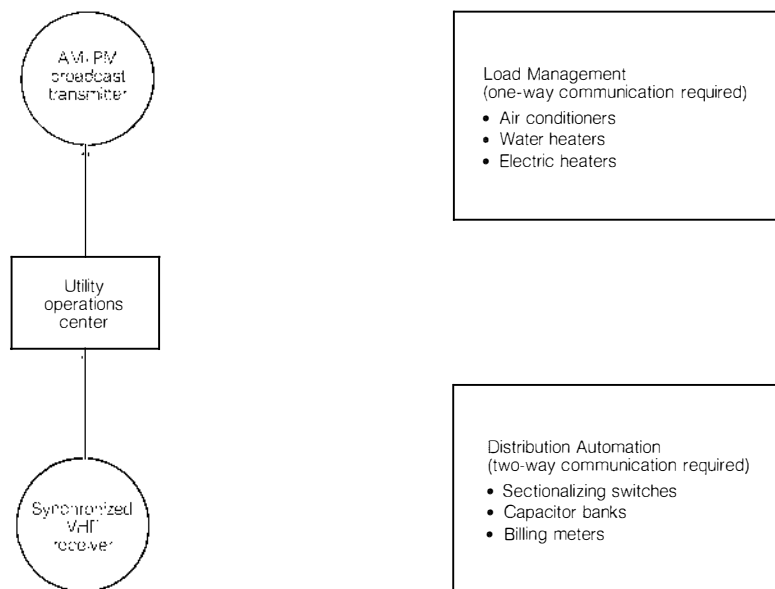 AM/PM
broadcast
transmitter
Load Management
(one-way communication required)
• Air conditioners
• Water heaters
• Electric heaters
Utility
operations
center
Distribution Automation
(two-way communication required)
• Sectionalizing switches
• Capacitor banks
• Billing meters
Synchronized
VHF
receiver